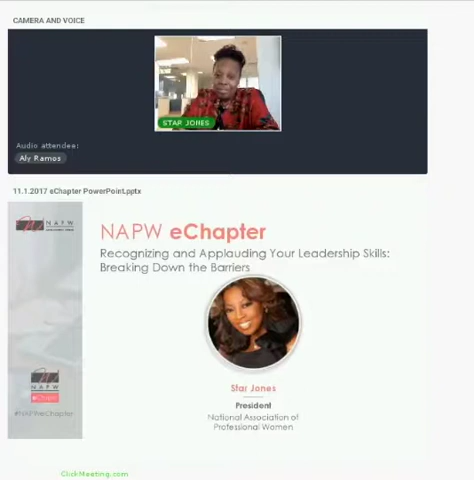 CAMERA AND VOICE
STAR JONES
Audio attendee:
Aly Ramos
11.1.2017 eChapter PowerPoint.pptx
NAPW
NAPW eChapter
Recognizing and Applauding Your Leadership Skills:
Breaking Down the Barriers
Star Jones
President
National Association of
Professional Women
NAPW
#NAPWeChapter
ClickMeeting.com